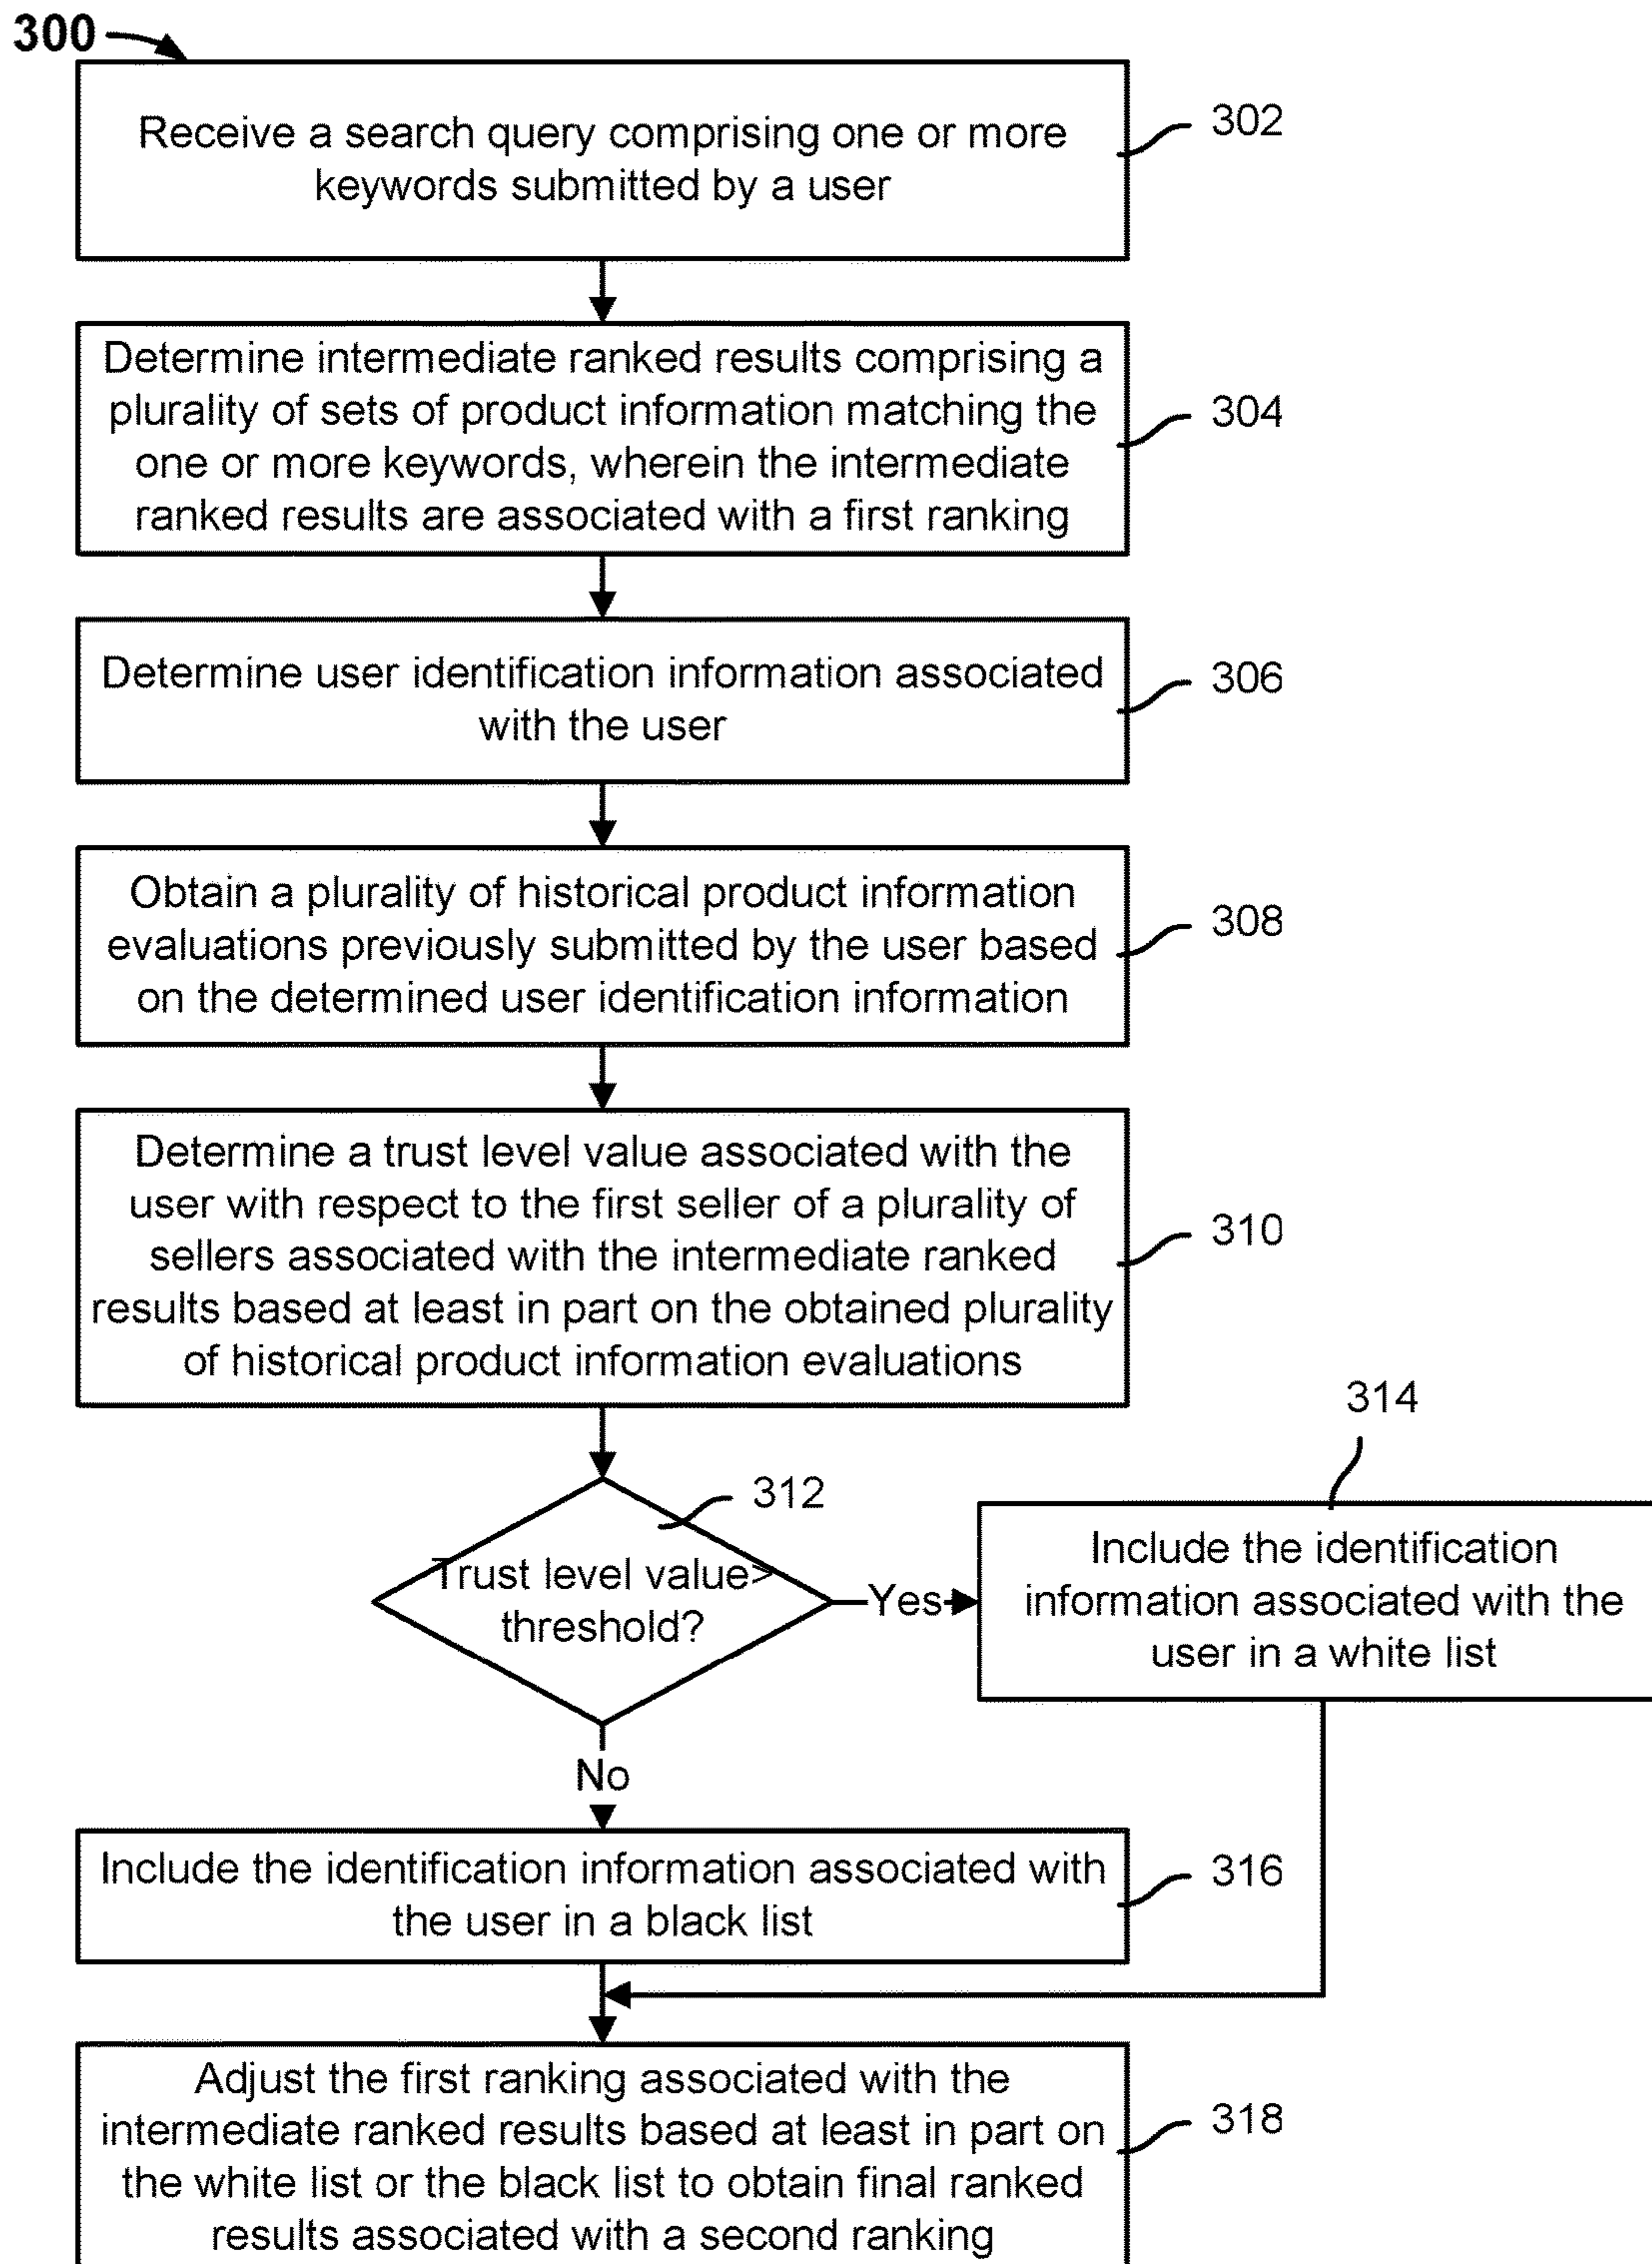 300
Receive a search query comprising one or more
keywords submitted by a user
302
Determine intermediate ranked results comprising a
plurality of sets of product information matching the
one or more keywords, wherein the intermediate
ranked results are associated with a first ranking
304
Determine user identification information associated
with the user
306
Obtain a plurality of historical product information
evaluations previously submitted by the user based
on the determined user identification information
308
Determine a trust level value associated with the
user with respect to the first seller of a plurality of
sellers associated with the intermediate ranked
results based at least in part on the obtained plurality
of historical product information evaluations
310
312
Trust level value>
threshold?
Yes
314
Include the identification
information associated with the
user in a white list
No
Include the identification information associated with
the user in a black list
316
Adjust the first ranking associated with the
intermediate ranked results based at least in part on
the white list or the black list to obtain final ranked
results associated with a second ranking
318